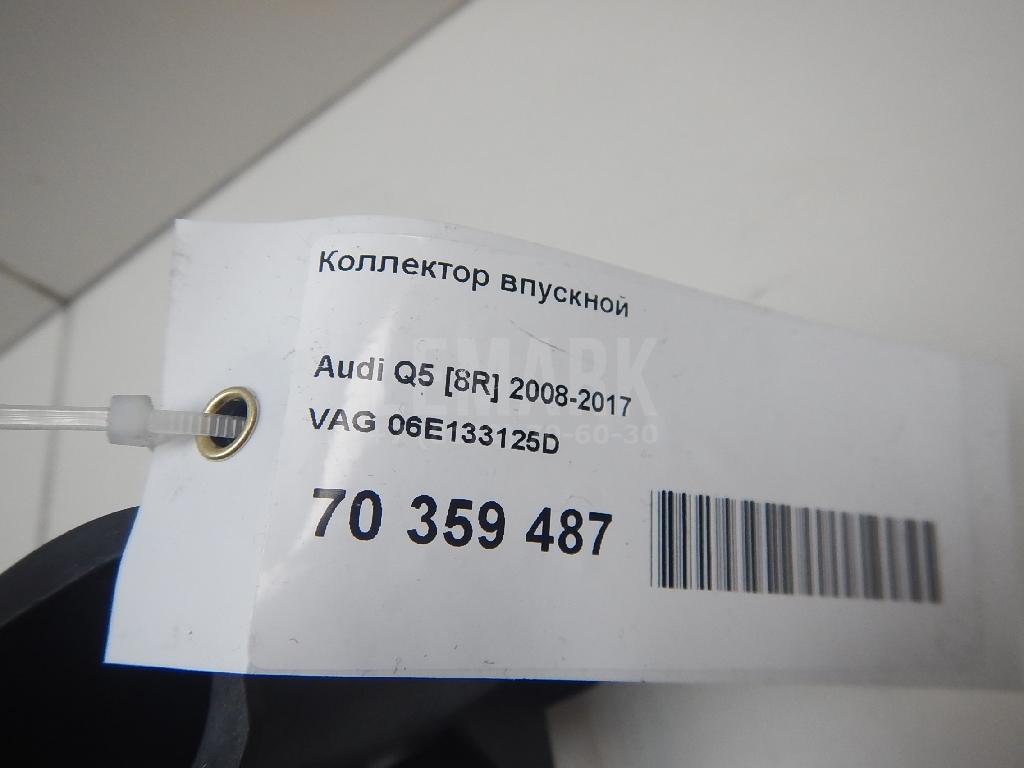 Коллектор впускной
Audi Q5 [8R] 2008-2017
VAG 06E133125D
70 359 487